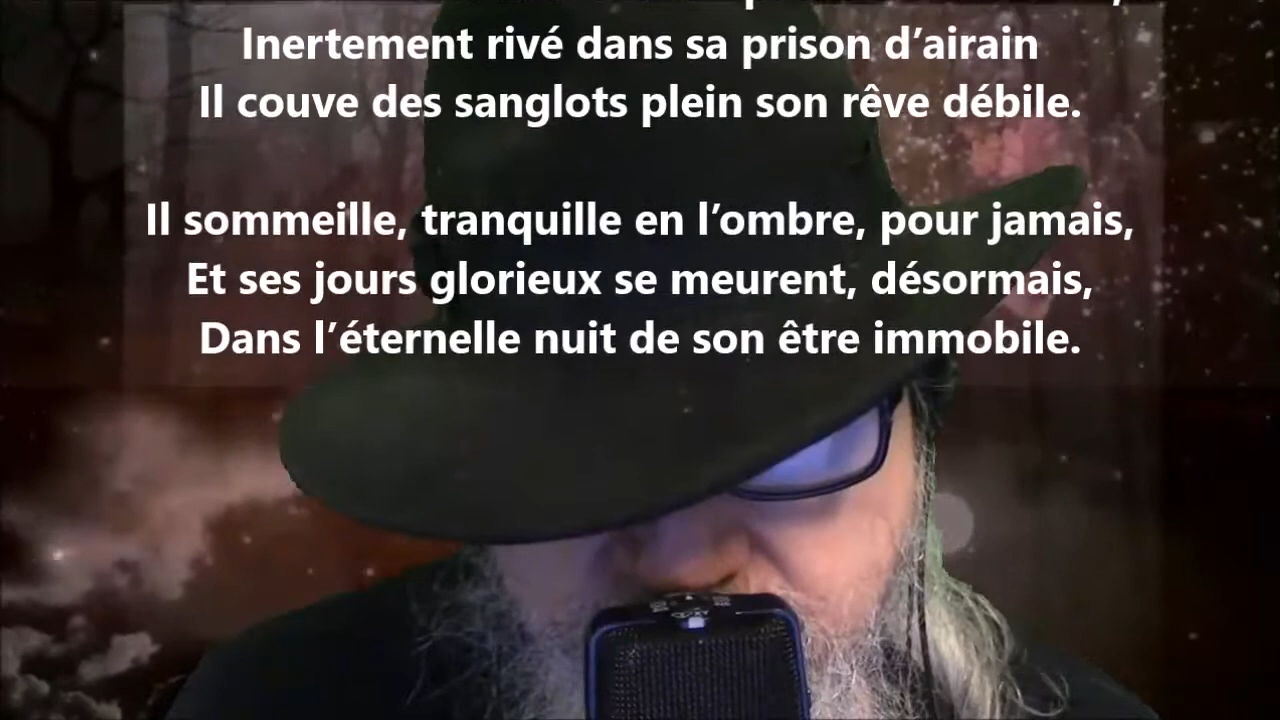 Inertement rivé dans sa prison d’airain
Il couve des sanglots plein son rêve débile.
Il sommeille, tranquille en l’ombre, pour jamais,
Et ses jours glorieux se meurent, désormais,
Dans l’éternelle nuit de son être immobile.